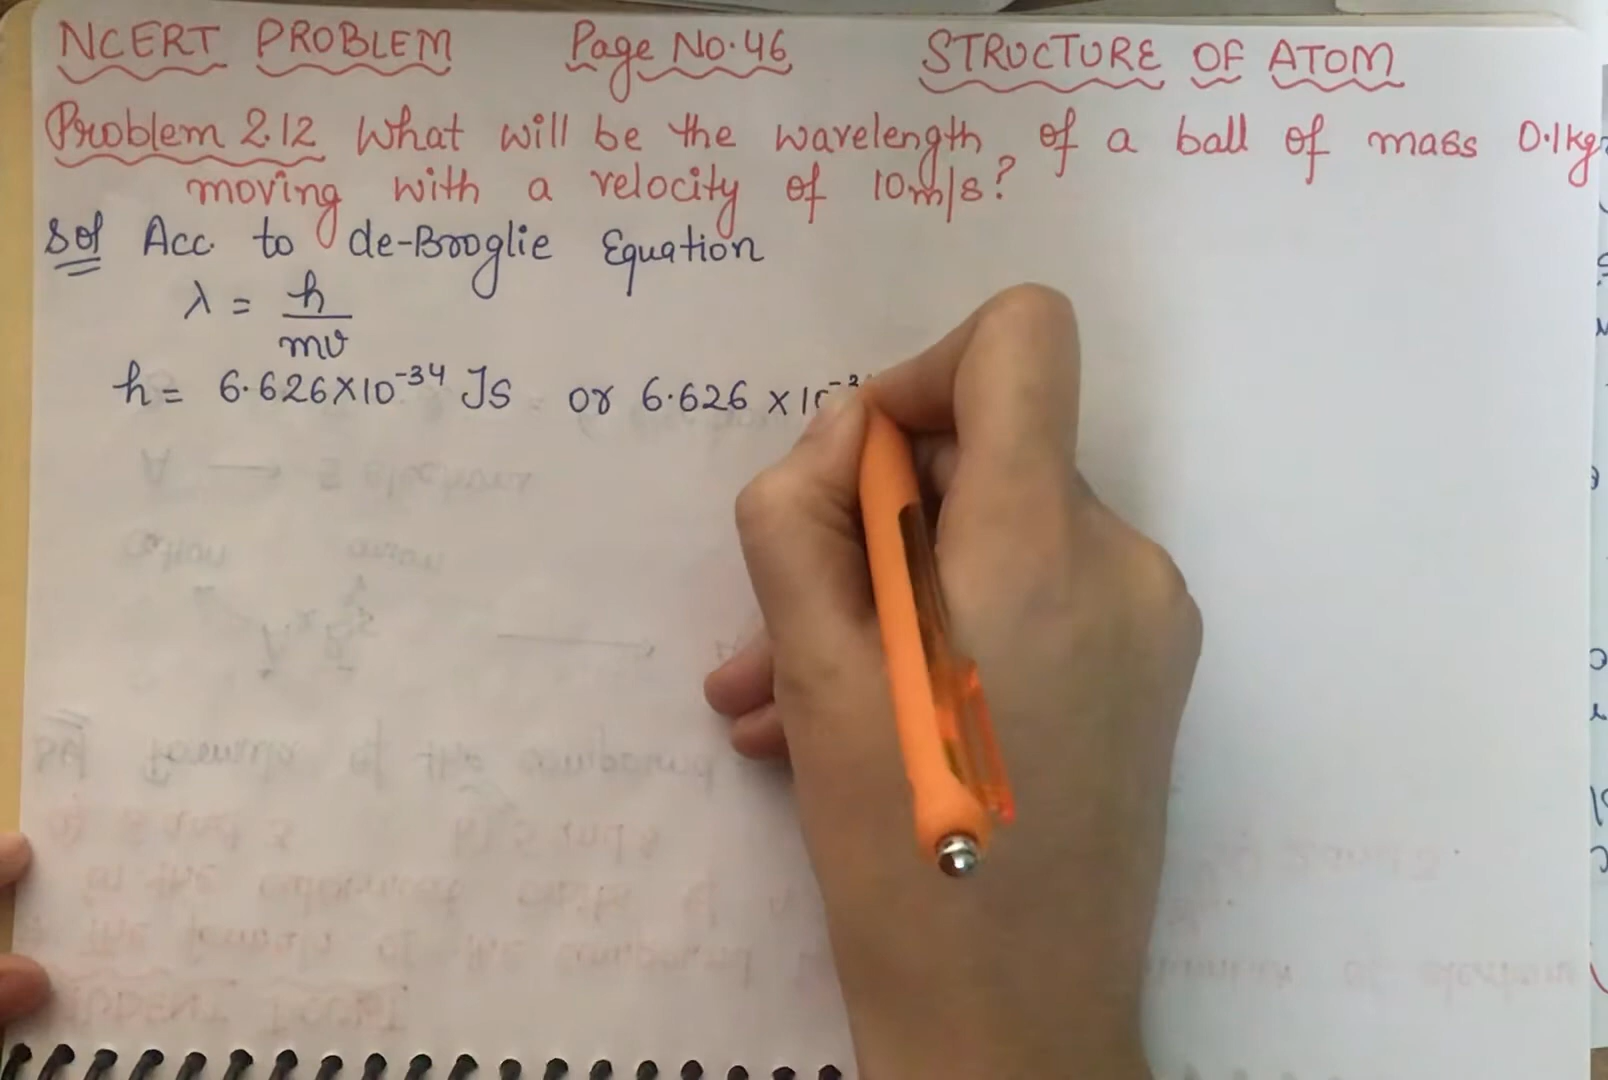 NCERT PROBLEM Page No.46 STRUCTURE OF ATOM
Problem 2.12 What will be the wavelength of a ball of mass 0.1kg
moving with a velocity of 10m/s?
Sol Acc. to de-Broglie Equation
λ = h/mv
h = 6.626×10⁻³⁴ Js or 6.626 ×10